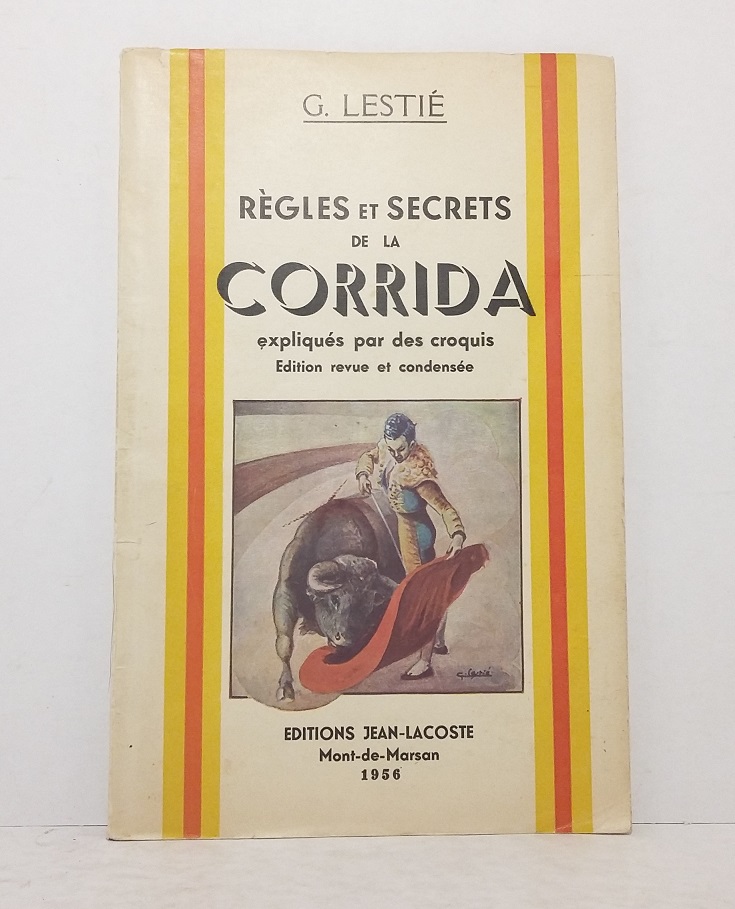 G. LESTIÉ
RÈGLES ET SECRETS
DE LA
CORRIDA
expliqués par des croquis
Edition revue et condensée
G. Lestié
EDITIONS JEAN-LACOSTE
Mont-de-Marsan
1956